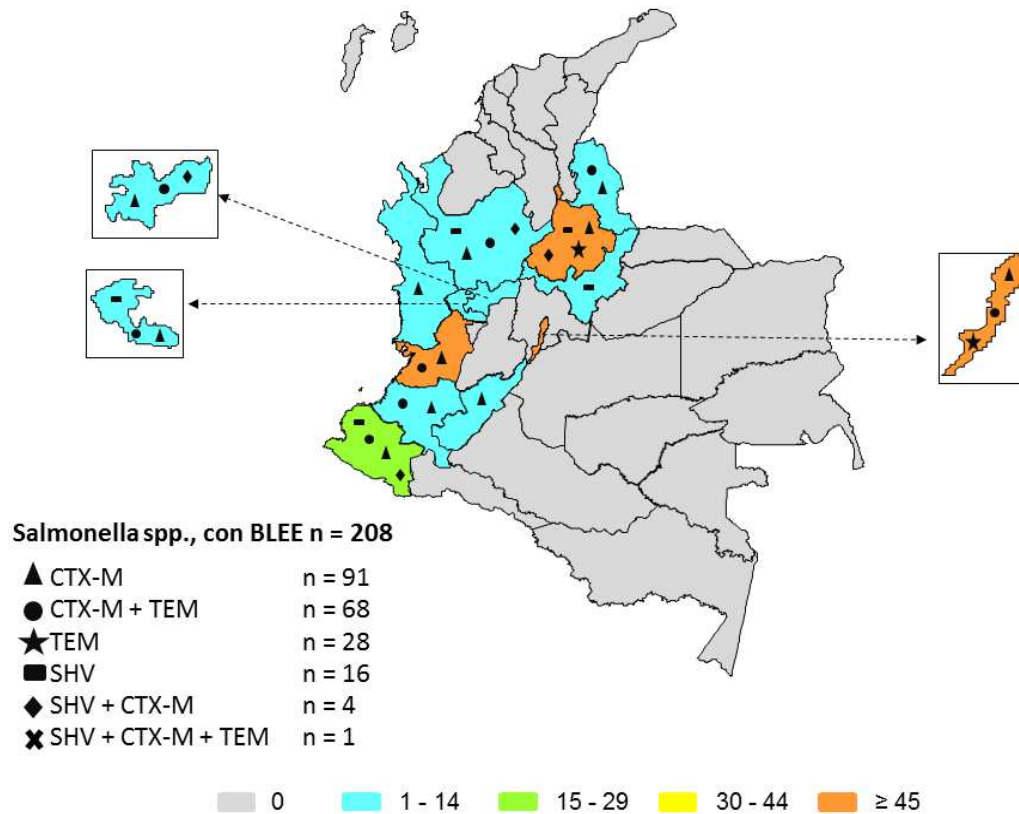 Salmonella spp., con BLEE n = 208
CTX-M n = 91
CTX-M + TEM n = 68
TEM n = 28
SHV n = 16
SHV + CTX-M n = 4
SHV + CTX-M + TEM n = 1
0 1 - 14 15 - 29 30 - 44 ≥ 45